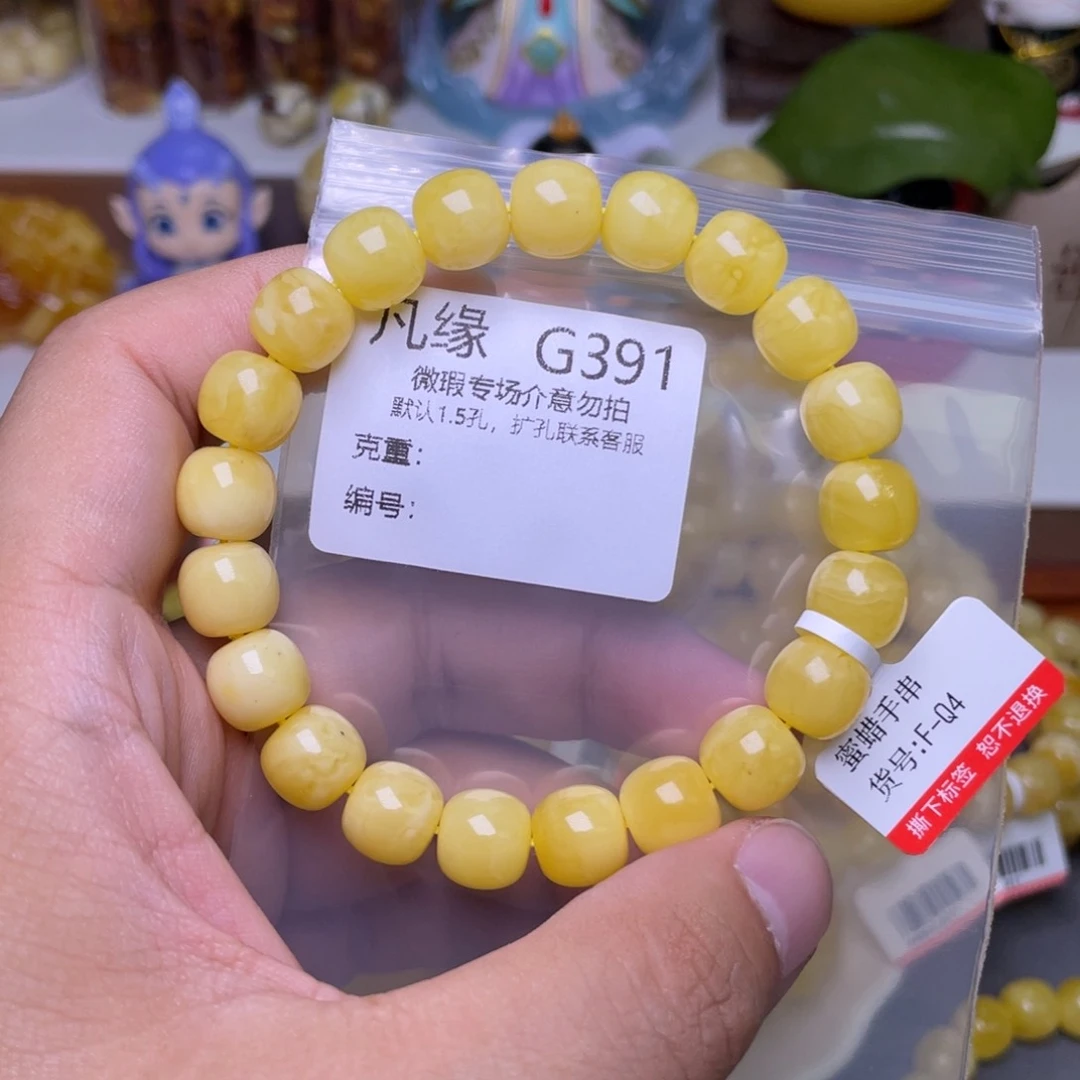 凡缘 G391
微瑕专场介意勿拍
默认1.5孔，扩孔联系客服
克重：
编号：
蜜蜡手串
货号:F-Q4
撕下标签 恕不退换